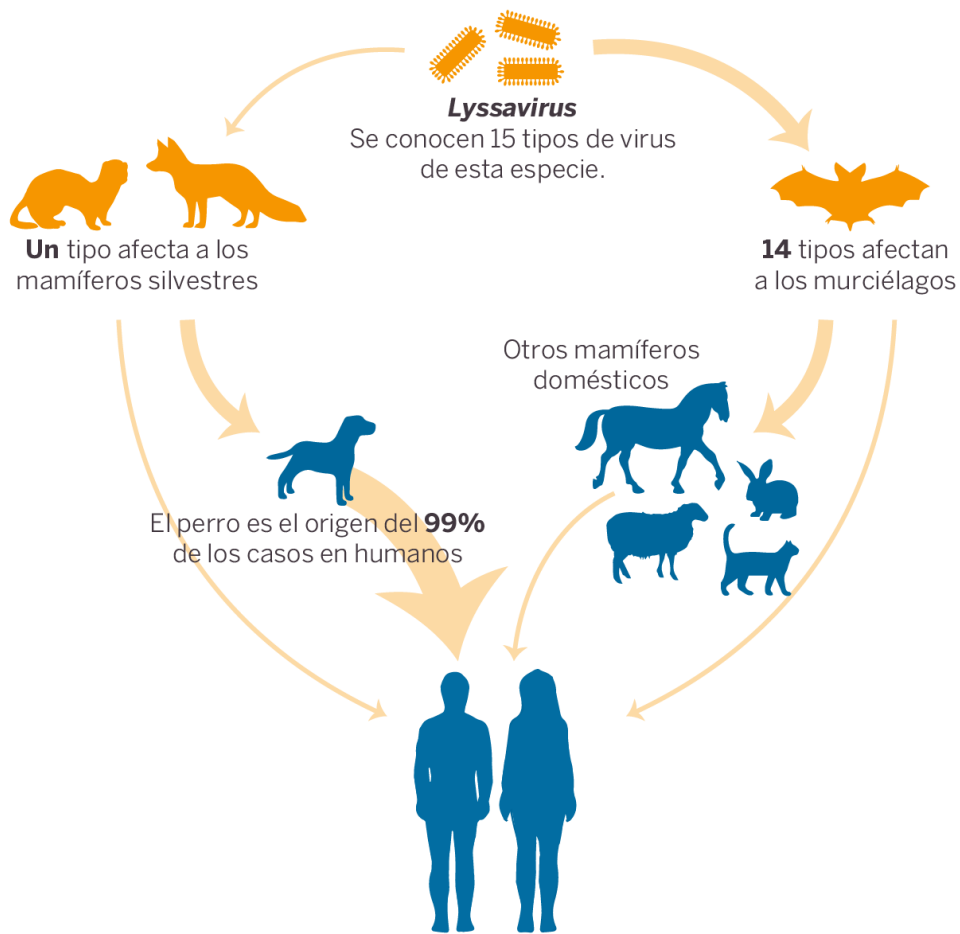 Lyssavirus
Se conocen 15 tipos de virus
de esta especie.
Un tipo afecta a los
mamíferos silvestres
14 tipos afectan
a los murciélagos
Otros mamíferos
domésticos
El perro es el origen del 99%
de los casos en humanos